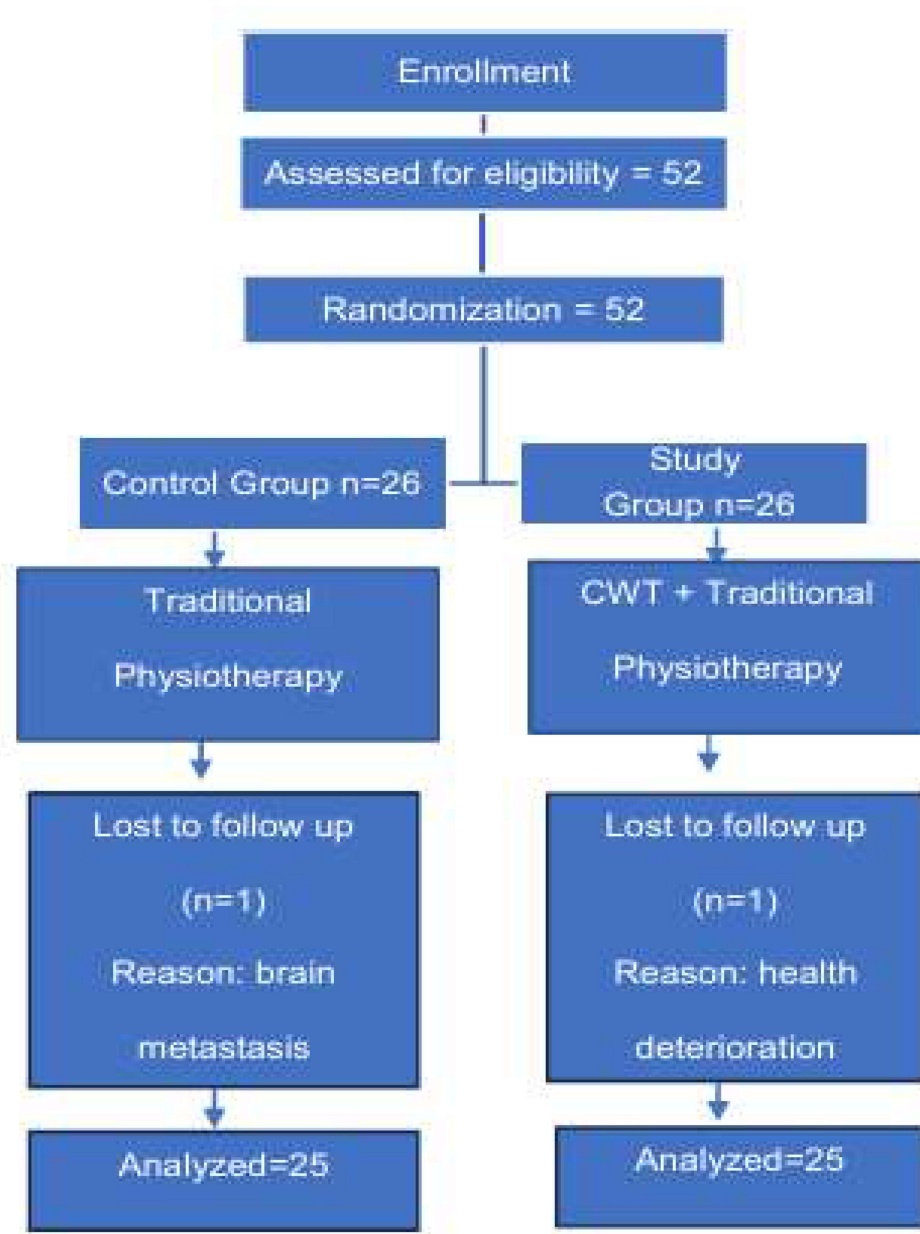 Enrollment
Assessed for eligibility = 52
Randomization = 52
Control Group n=26
Study
Group n=26
Traditional
Physiotherapy
CWT + Traditional
Physiotherapy
Lost to follow up
(n=1)
Reason: brain
metastasis
Lost to follow up
(n=1)
Reason: health
deterioration
Analyzed=25
Analyzed=25